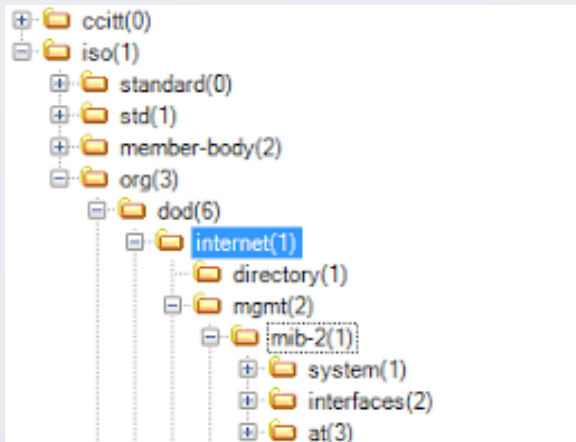 ccitt(0)
iso(1)
standard(0)
std(1)
member-body(2)
org(3)
dod(6)
internet(1)
directory(1)
mgmt(2)
mib-2(1)
system(1)
interfaces(2)
at(3)